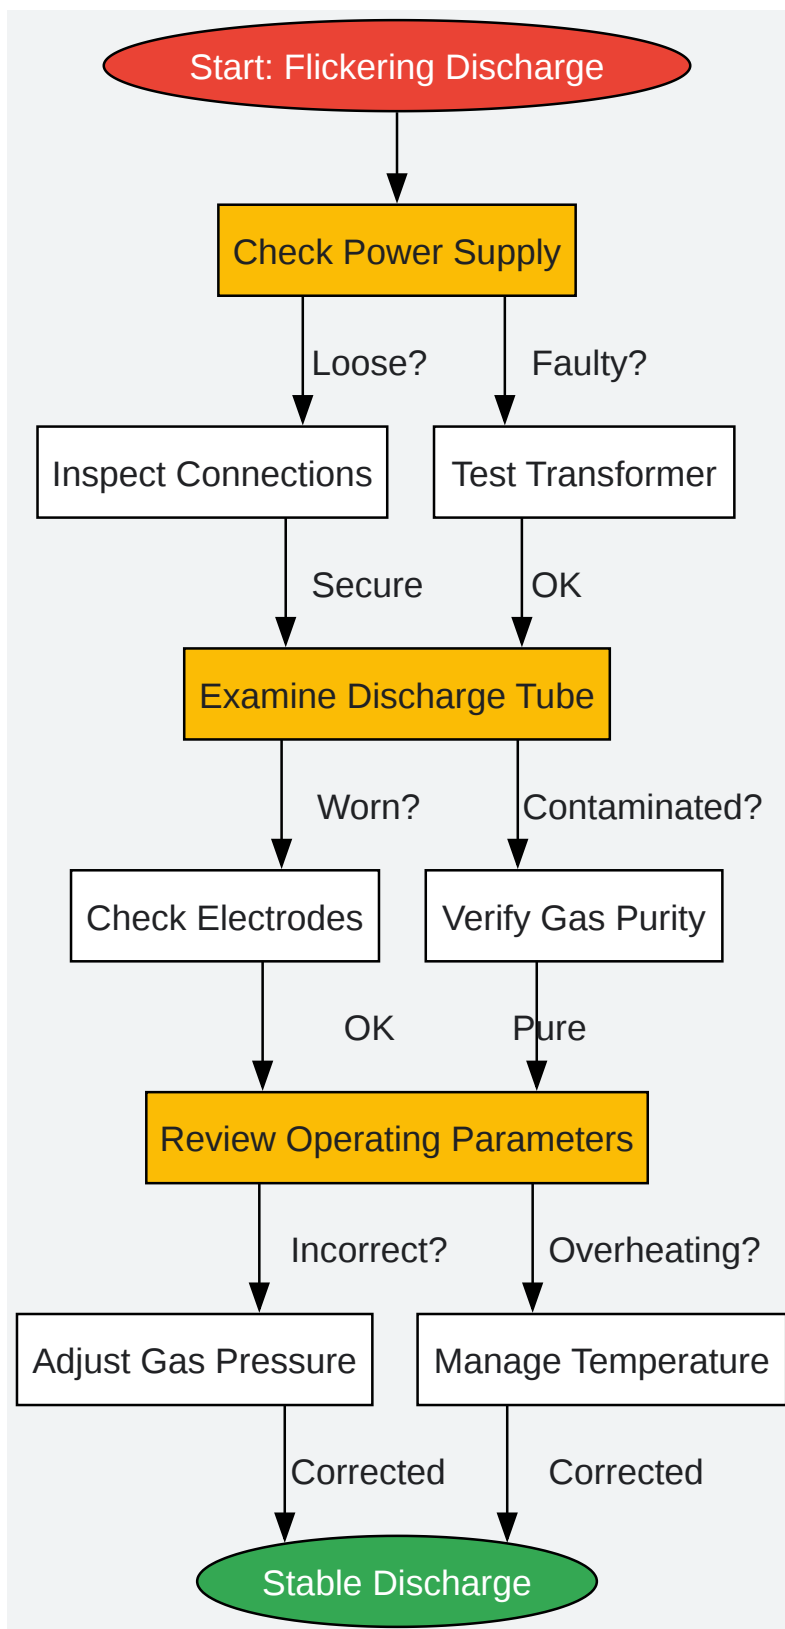 Start: Flickering Discharge
Check Power Supply
Loose?
Faulty?
Inspect Connections
Test Transformer
Secure
OK
Examine Discharge Tube
Worn?
Contaminated?
Check Electrodes
Verify Gas Purity
OK
Pure
Review Operating Parameters
Incorrect?
Overheating?
Adjust Gas Pressure
Manage Temperature
Corrected
Corrected
Stable Discharge